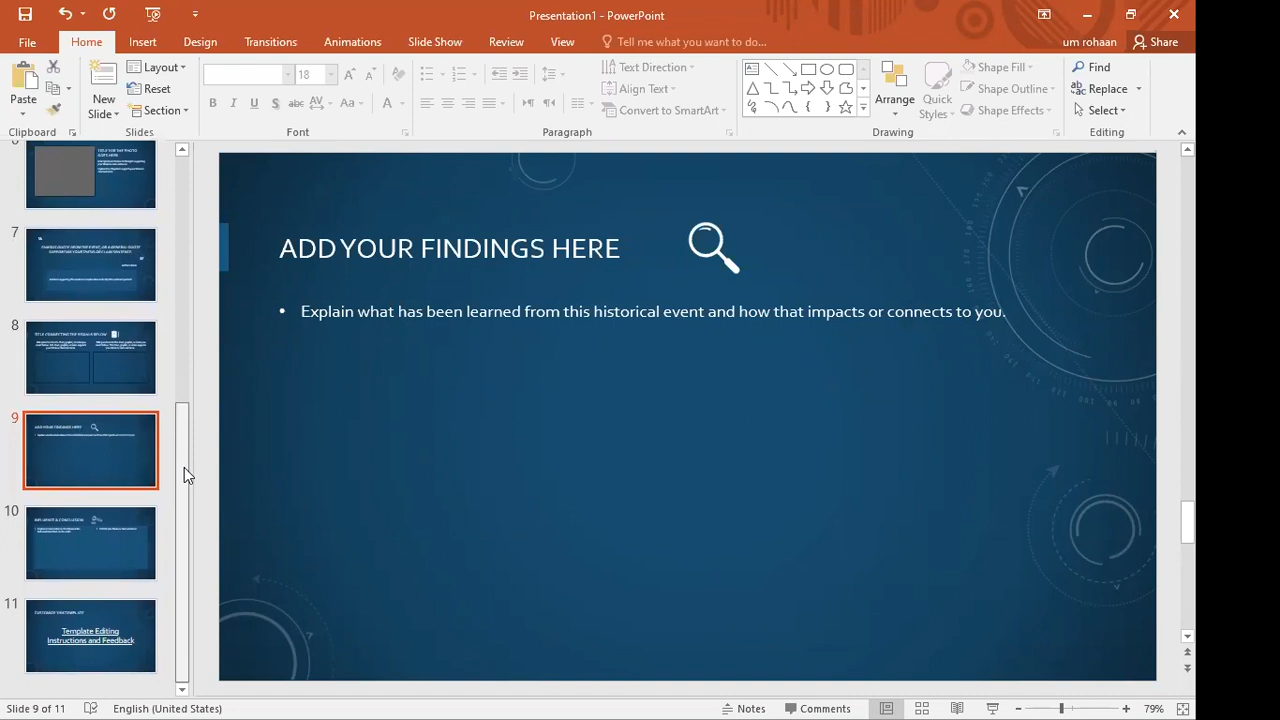 Presentation1 - PowerPoint
File Home Insert Design Transitions Animations Slide Show Review View Tell me what you want to do... um rohaan Share
Paste
Clipboard
New Slide
Layout
Reset
Section
Slides
18
Font
Text Direction
Align Text
Convert to SmartArt
Paragraph
Arrange
Quick Styles
Shape Fill
Shape Outline
Shape Effects
Drawing
Find
Replace
Select
Editing
7
8
9
10
11
Template Editing
Instructions and Feedback
ADD YOUR FINDINGS HERE
• Explain what has been learned from this historical event and how that impacts or connects to you.
Slide 9 of 11 English (United States) Notes Comments 79%